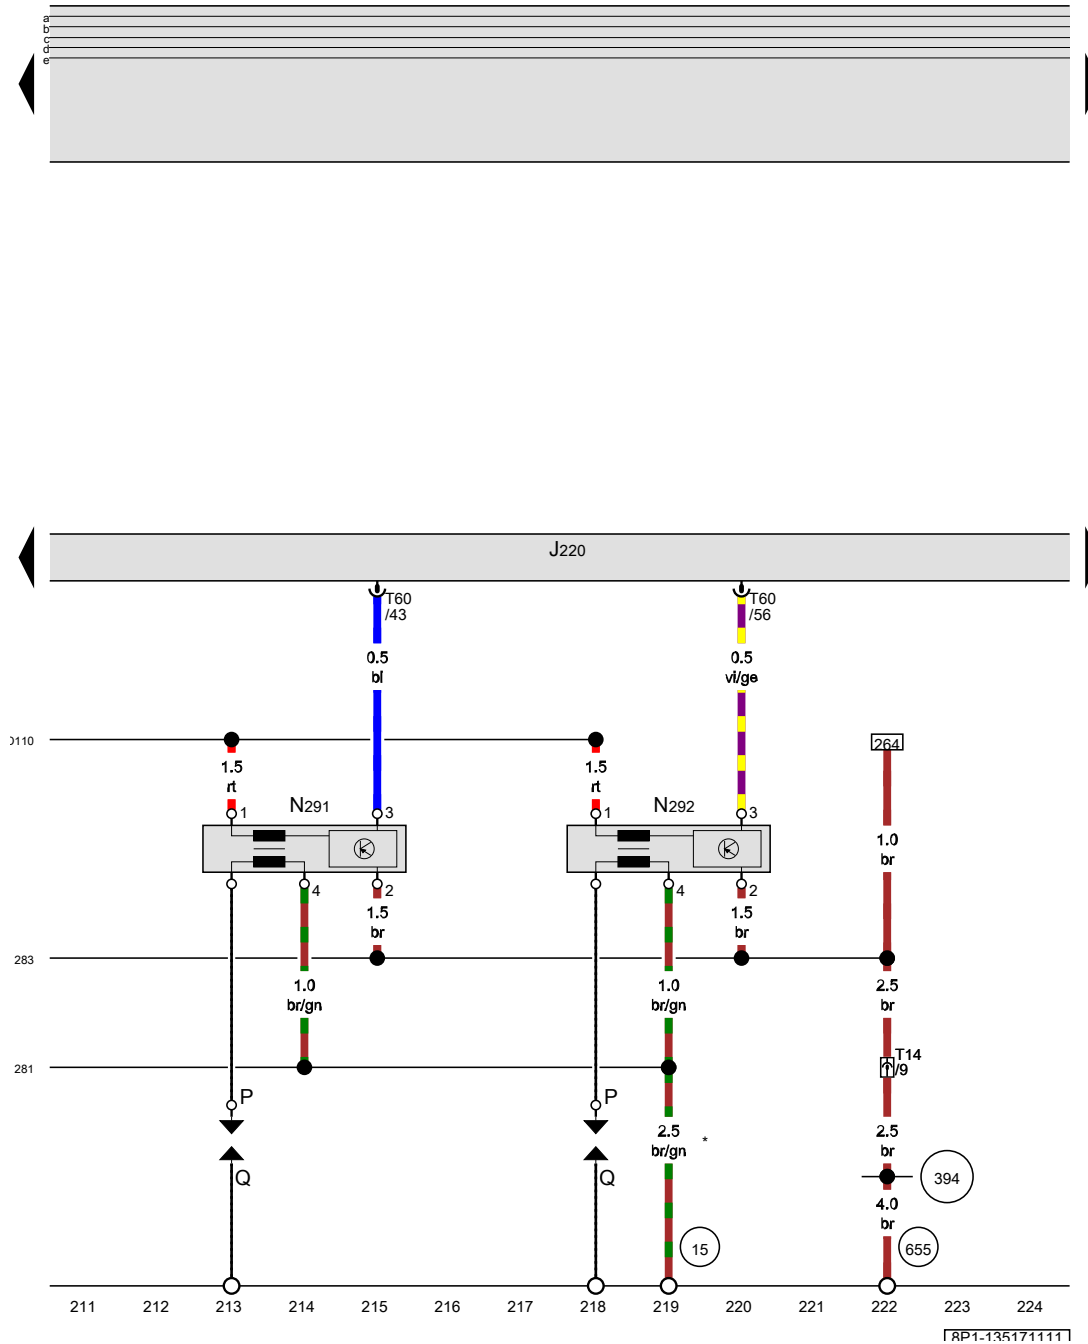 a
b
c
d
e
J220
T60
/43
T60
/56
0.5
bl
0.5
vi/ge
110
264
1.5
rt
1.5
rt
N291
N292
1
3
1
3
1.0
br
4
2
4
2
1.5
br
1.5
br
283
1.0
br/gn
1.0
br/gn
2.5
br
281
T14
/9
P
P
2.5
br/gn
*
2.5
br
Q
Q
394
4.0
br
15
655
211 212 213 214 215 216 217 218 219 220 221 222 223 224
8P1-135171111